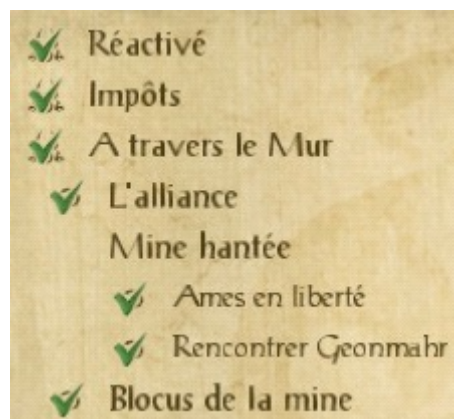 Réactivé
Impôts
A travers le Mur
L'alliance
Mine hantée
Ames en liberté
Rencontrer Geonmahr
Blocus de la mine